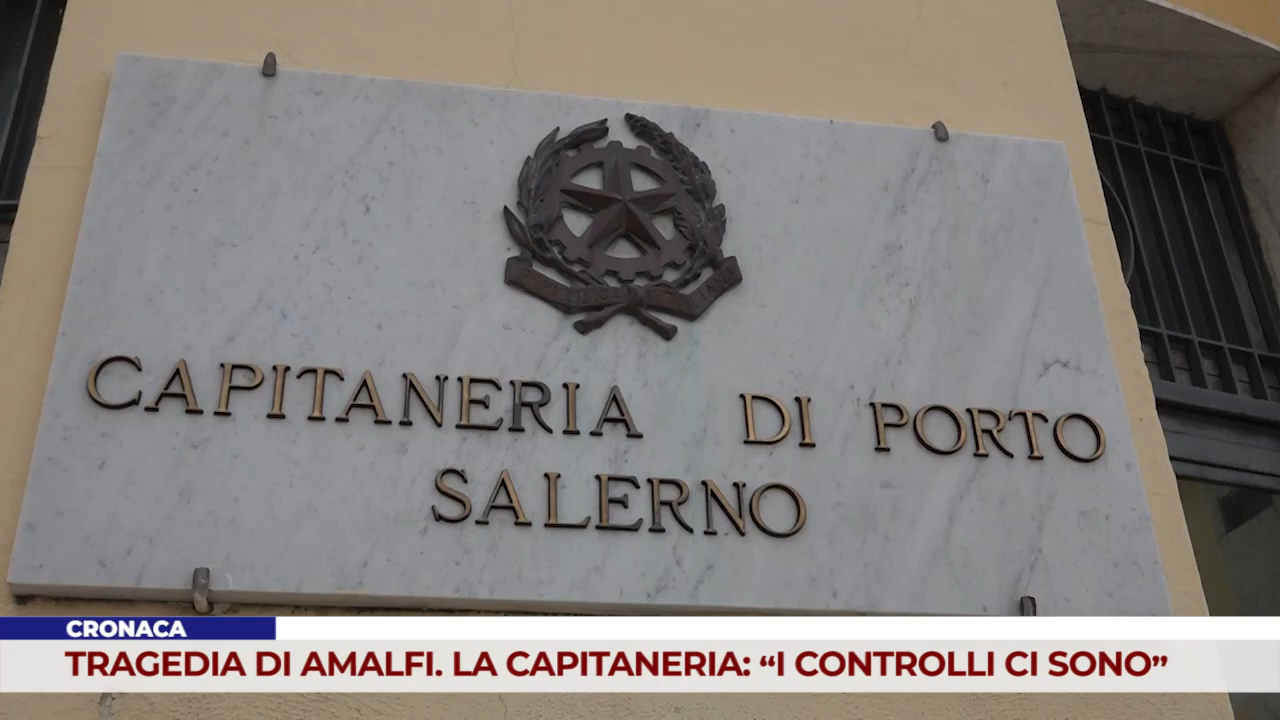 CAPITANERIA DI PORTO
SALERNO
CRONACA
TRAGEDIA DI AMALFI. LA CAPITANERIA: “I CONTROLLI CI SONO”